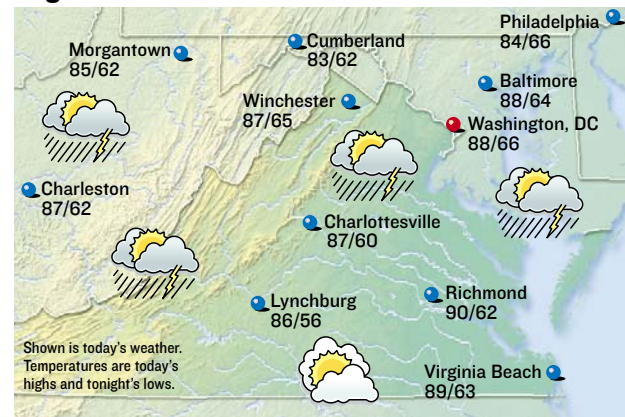 Philadelphia
84/66
Morgantown
85/62
Cumberland
83/62
Baltimore
88/64
Winchester
87/65
Washington, DC
88/66
Charleston
87/62
Charlottesville
87/60
Lynchburg
86/56
Richmond
90/62
Shown is today's weather.
Temperatures are today's
highs and tonight's lows.
Virginia Beach
89/63